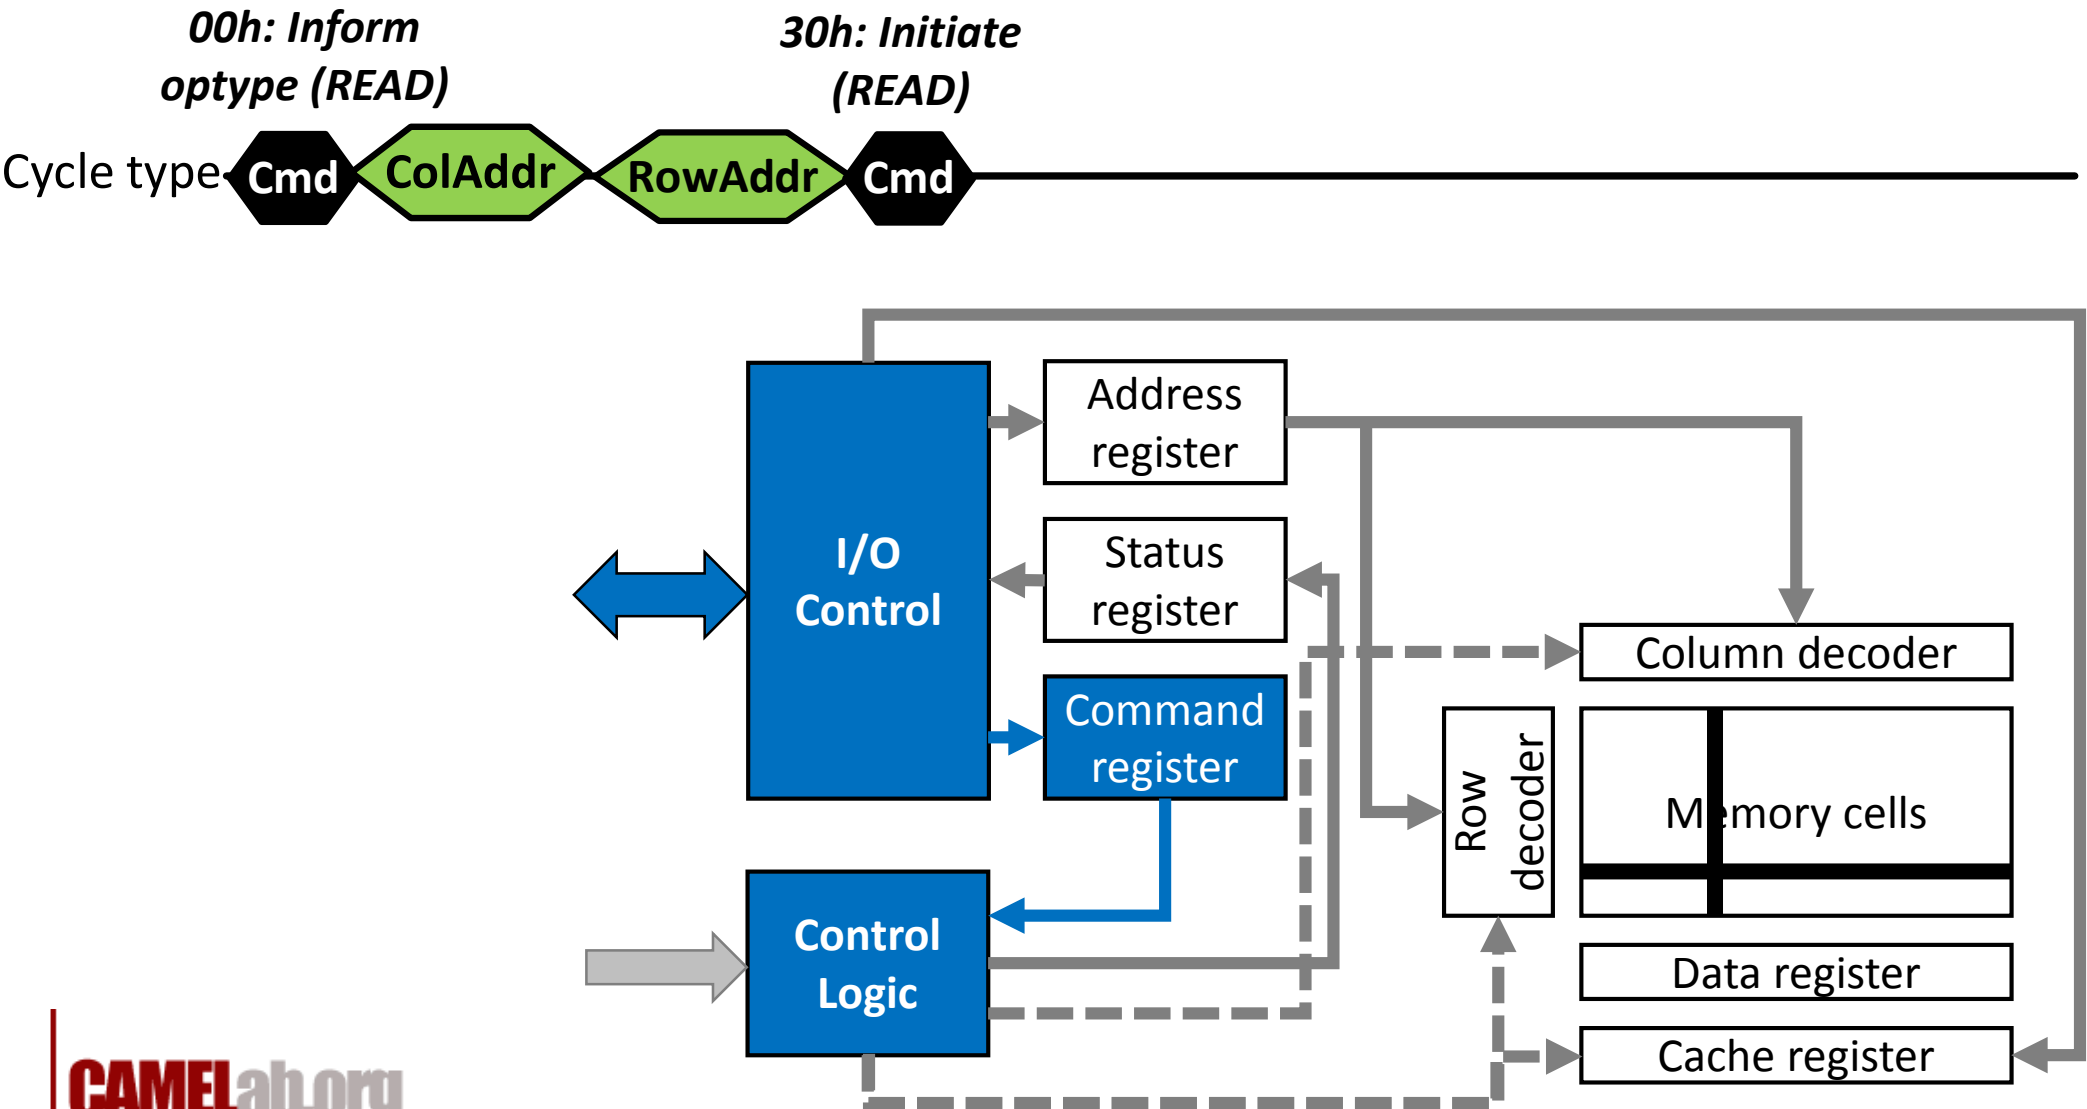 00h: Inform
optype (READ)
30h: Initiate
(READ)
Cycle type
Cmd
ColAddr
RowAddr
Cmd
I/O
Control
Address
register
Status
register
Command
register
Control
Logic
Column decoder
Row
decoder
Memory cells
Data register
Cache register
CAMELab.org